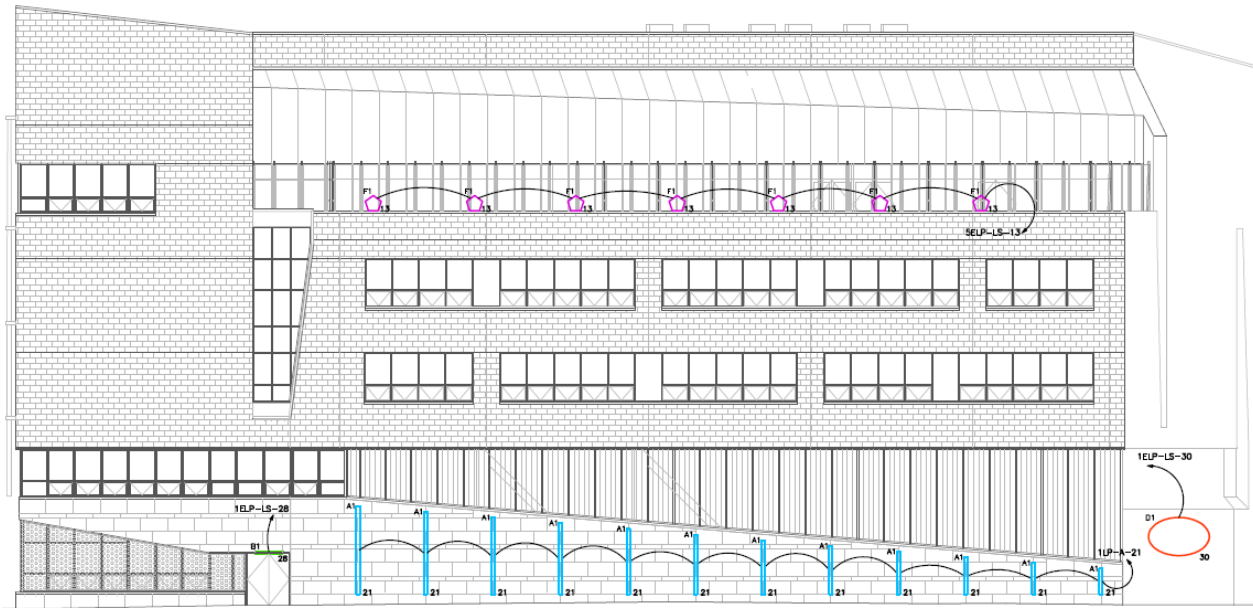 F1 F1 F1 F1 F1 F1 F1
13 13 13 13 13 13 13
5ELP-LS-13
1ELP-LS-30
1ELP-LS-28
A1 A1 A1 A1 A1 A1 A1 A1 A1 A1 A1 A1
D1
B1
28
1LP-A-21
30
21 21 21 21 21 21 21 21 21 21 21 21